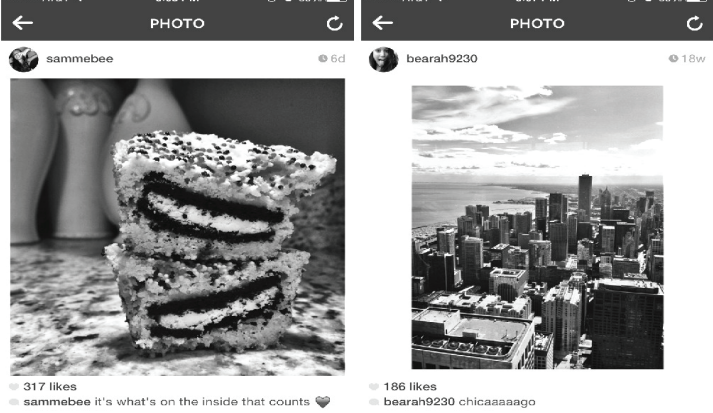 PHOTO
sammebee
6d
317 likes
sammebee it's what's on the inside that counts
PHOTO
bearah9230
18w
186 likes
bearah9230 chicaaaaago